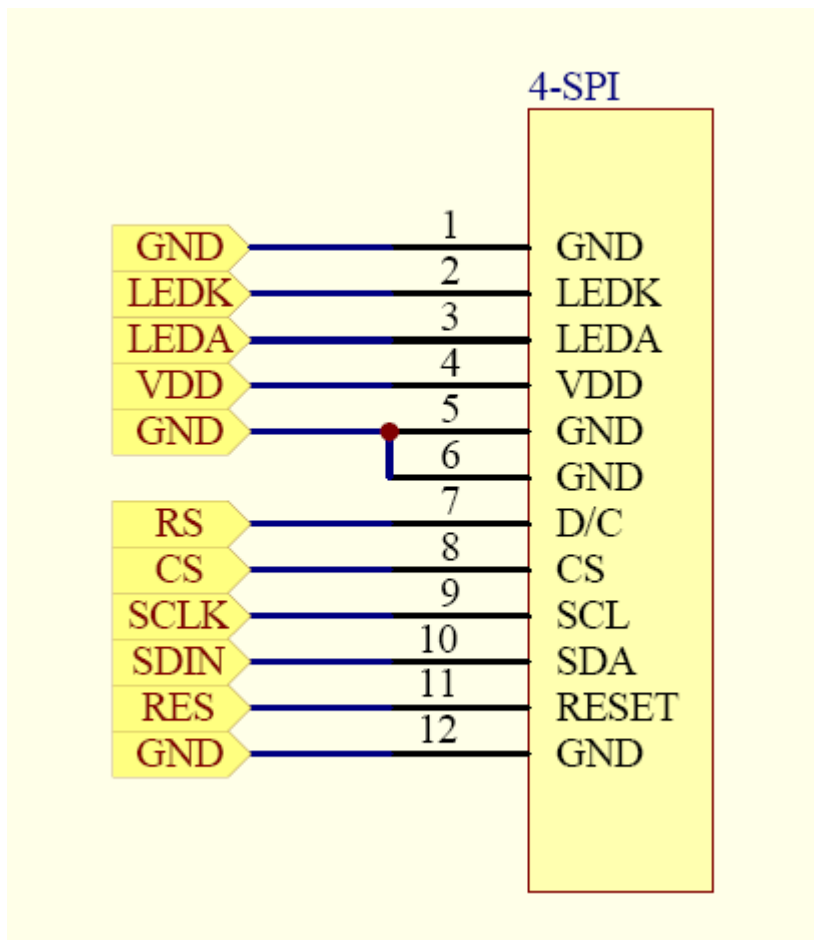 4-SPI
GND 1 GND
LEDK 2 LEDK
LEDA 3 LEDA
VDD 4 VDD
GND 5 GND
6 GND
RS 7 D/C
CS 8 CS
SCLK 9 SCL
SDIN 10 SDA
RES 11 RESET
GND 12 GND